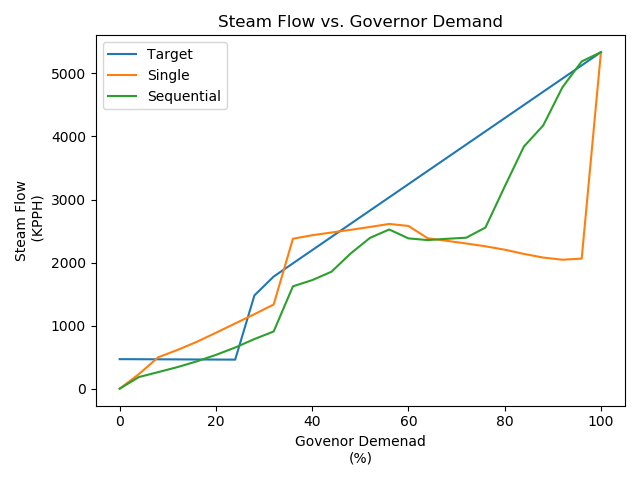 Steam Flow vs. Governor Demand
Target
Single
Sequential
5000
4000
3000
2000
1000
0
Steam Flow
(KPPH)
0 20 40 60 80 100
Govenor Demenad
(%)